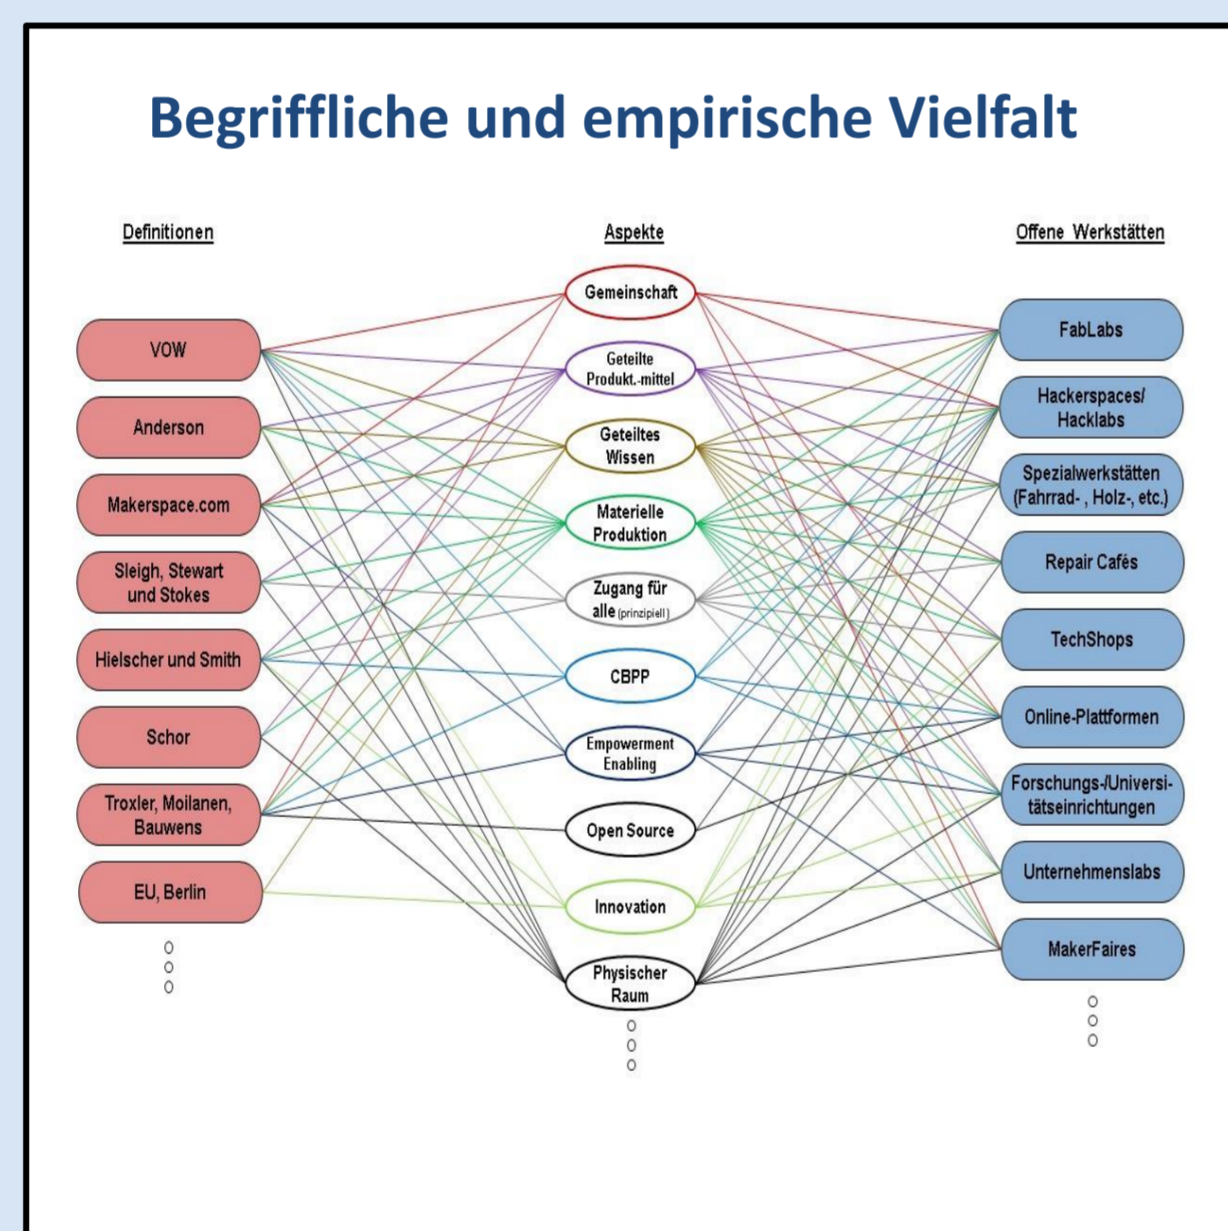 Begriffliche und empirische Vielfalt
Definitionen
VOW
Anderson
Makerspace.com
Sleigh, Stewart
und Stokes
Hielscher und Smith
Schor
Troxler, Moilanen,
Bauwens
EU, Berlin
Aspekte
Gemeinschaft
Geteilte
Produkt.-mittel
Geteiltes
Wissen
Materielle
Produktion
Zugang für
alle (prinzipiell)
CBPP
Empowerment
Enabling
Open Source
Innovation
Physischer
Raum
Offene Werkstätten
FabLabs
Hackerspaces/
Hacklabs
Spezialwerkstätten
(Fahrrad- , Holz-, etc.)
Repair Cafés
TechShops
Online-Plattformen
Forschungs-/Universi-
tätseinrichtungen
Unternehmenslabs
MakerFaires